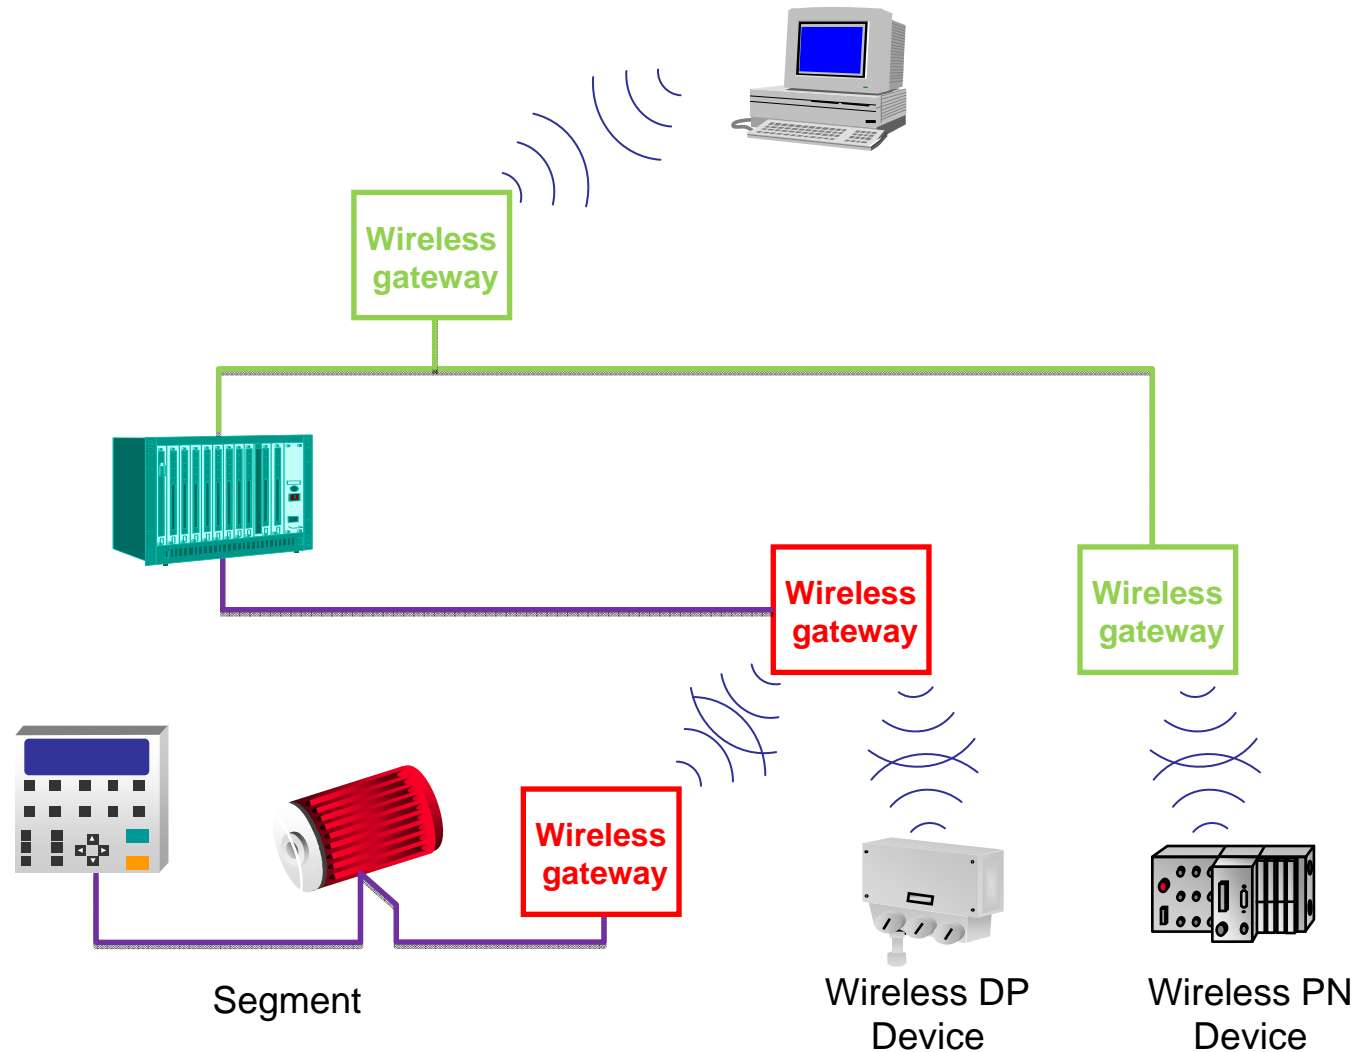 Wireless
gateway
Wireless
gateway
Wireless
gateway
Wireless
gateway
Segment
Wireless DP
Device
Wireless PN
Device